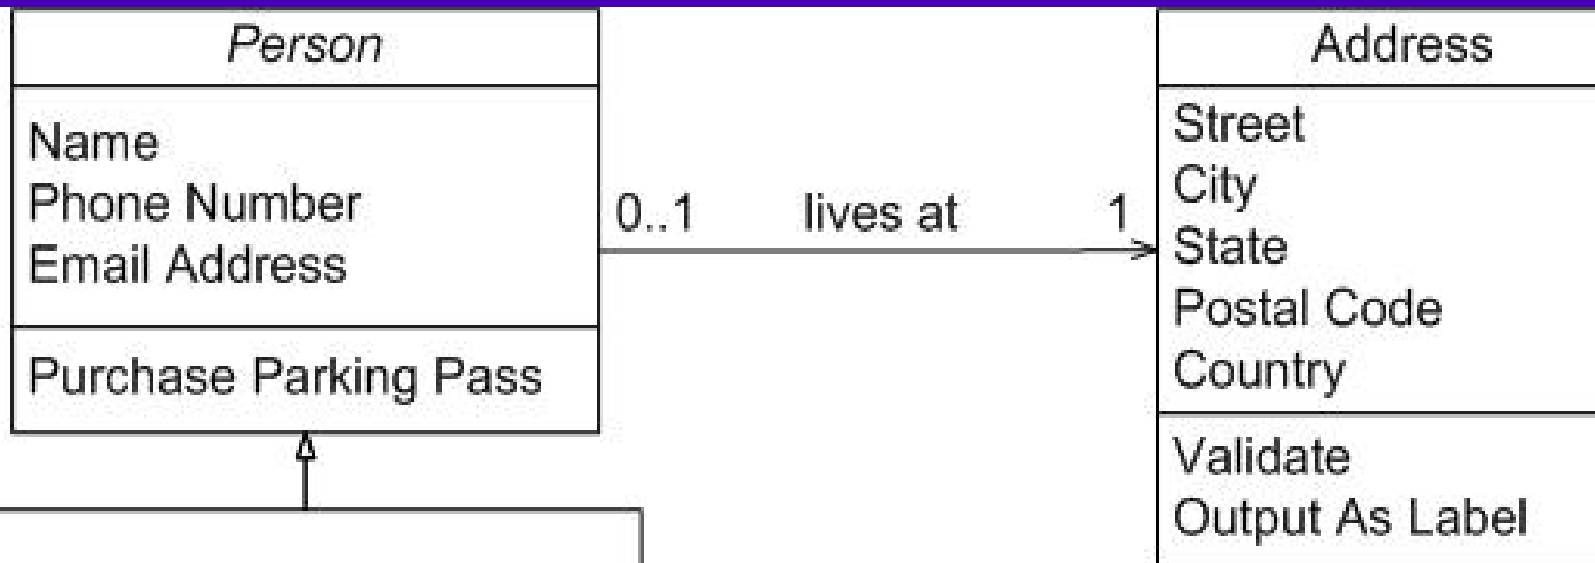 Person
Name
Phone Number
Email Address
Purchase Parking Pass
0..1 lives at 1
Address
Street
City
State
Postal Code
Country
Validate
Output As Label